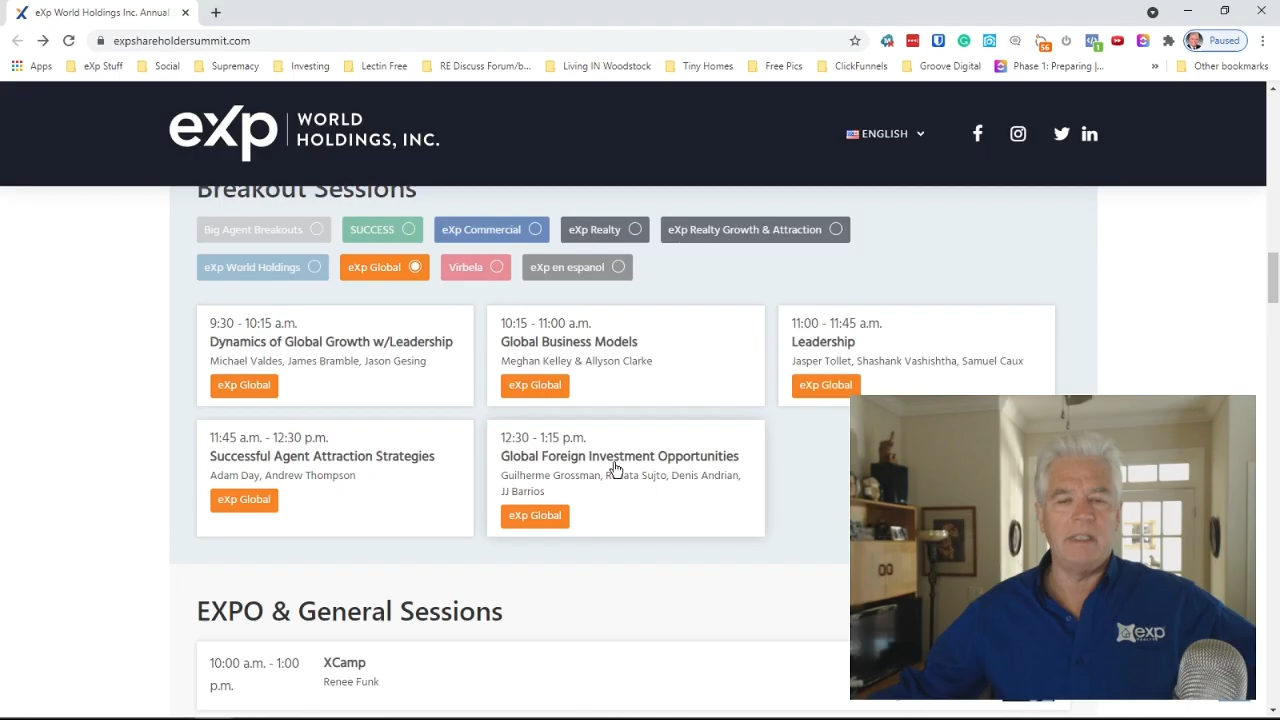 eXp World Holdings Inc. Annual
expshareholdersummit.com
56
1
Paused
Apps
eXp Stuff
Social
Supremacy
Investing
Lectin Free
RE Discuss Forum/b...
Living IN Woodstock
Tiny Homes
Free Pics
ClickFunnels
Groove Digital
Phase 1: Preparing |...
»
Other bookmarks
eXp WORLD
HOLDINGS, INC.
ENGLISH
Breakout Sessions
Big Agent Breakouts
SUCCESS
eXp Commercial
eXp Realty
eXp Realty Growth & Attraction
eXp World Holdings
eXp Global
Virbela
eXp en espanol
9:30 - 10:15 a.m.
Dynamics of Global Growth w/Leadership
Michael Valdes, James Bramble, Jason Gesing
eXp Global
10:15 - 11:00 a.m.
Global Business Models
Meghan Kelley & Allyson Clarke
eXp Global
11:00 - 11:45 a.m.
Leadership
Jasper Tollet, Shashank Vashishtha, Samuel Caux
eXp Global
11:45 a.m. - 12:30 p.m.
Successful Agent Attraction Strategies
Adam Day, Andrew Thompson
eXp Global
12:30 - 1:15 p.m.
Global Foreign Investment Opportunities
Guilherme Grossman, Sujto, Denis Andrian,
JJ Barrios
eXp Global
EXPO & General Sessions
10:00 a.m. - 1:00
p.m.
XCamp
Renee Funk
exp